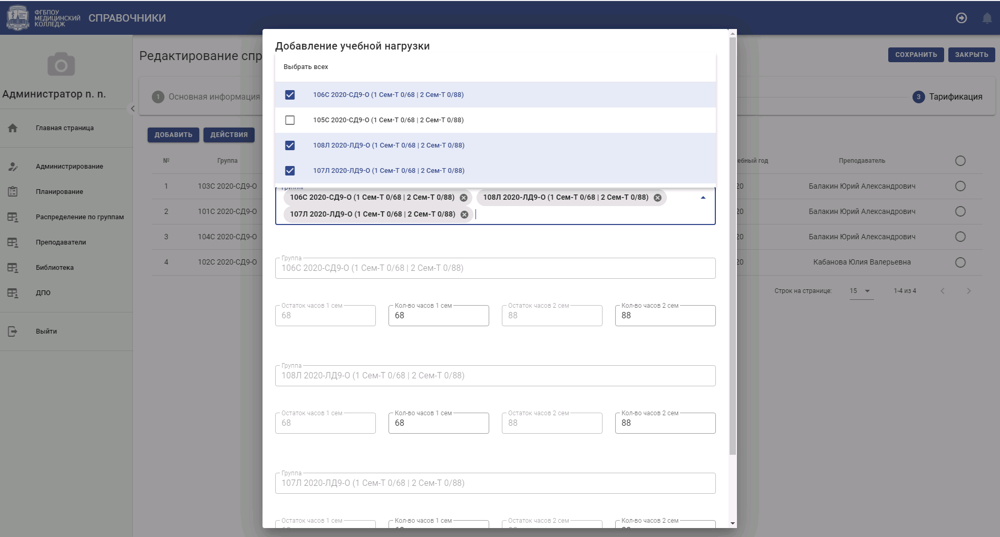 ФГБПОУ
МЕДИЦИНСКИЙ
КОЛЛЕДЖ
СПРАВОЧНИКИ
Администратор n. n.
Главная страница
Администрирование
Планирование
Распределение по группам
Преподаватели
Библиотека
ДПО
Выйти
Редактирование спр
СОХРАНИТЬ
ЗАКРЫТЬ
1 Основная информация
3 Тарификация
ДОБАВИТЬ
ДЕЙСТВИЯ
№ Группа ебный год Преподаватель
1 103С 2020-СД9-О 20 Балакин Юрий Александрович
2 101С 2020-СД9-О 20 Балакин Юрий Александрович
3 104С 2020-СД9-О 20 Балакин Юрий Александрович
4 102С 2020-СД9-О 20 Кабанова Юлия Валерьевна
Строк на странице: 15 1-4 из 4
Добавление учебной нагрузки
Выбрать всех
106С 2020-СД9-О (1 Сем-Т 0/68 | 2 Сем-Т 0/88)
105С 2020-СД9-О (1 Сем-Т 0/68 | 2 Сем-Т 0/88)
108Л 2020-ЛД9-О (1 Сем-Т 0/68 | 2 Сем-Т 0/88)
107Л 2020-ЛД9-О (1 Сем-Т 0/68 | 2 Сем-Т 0/88)
Группы
106С 2020-СД9-О (1 Сем-Т 0/68 | 2 Сем-Т 0/88) 108Л 2020-ЛД9-О (1 Сем-Т 0/68 | 2 Сем-Т 0/88)
107Л 2020-ЛД9-О (1 Сем-Т 0/68 | 2 Сем-Т 0/88)
Группа
106С 2020-СД9-О (1 Сем-Т 0/68 | 2 Сем-Т 0/88)
Остаток часов 1 сем Кол-во часов 1 сем Остаток часов 2 сем Кол-во часов 2 сем
68 68 88 88
Группа
108Л 2020-ЛД9-О (1 Сем-Т 0/68 | 2 Сем-Т 0/88)
Остаток часов 1 сем Кол-во часов 1 сем Остаток часов 2 сем Кол-во часов 2 сем
68 68 88 88
Группа
107Л 2020-ЛД9-О (1 Сем-Т 0/68 | 2 Сем-Т 0/88)
Остаток часов 1 сем Кол-во часов 1 сем Остаток часов 2 сем Кол-во часов 2 сем